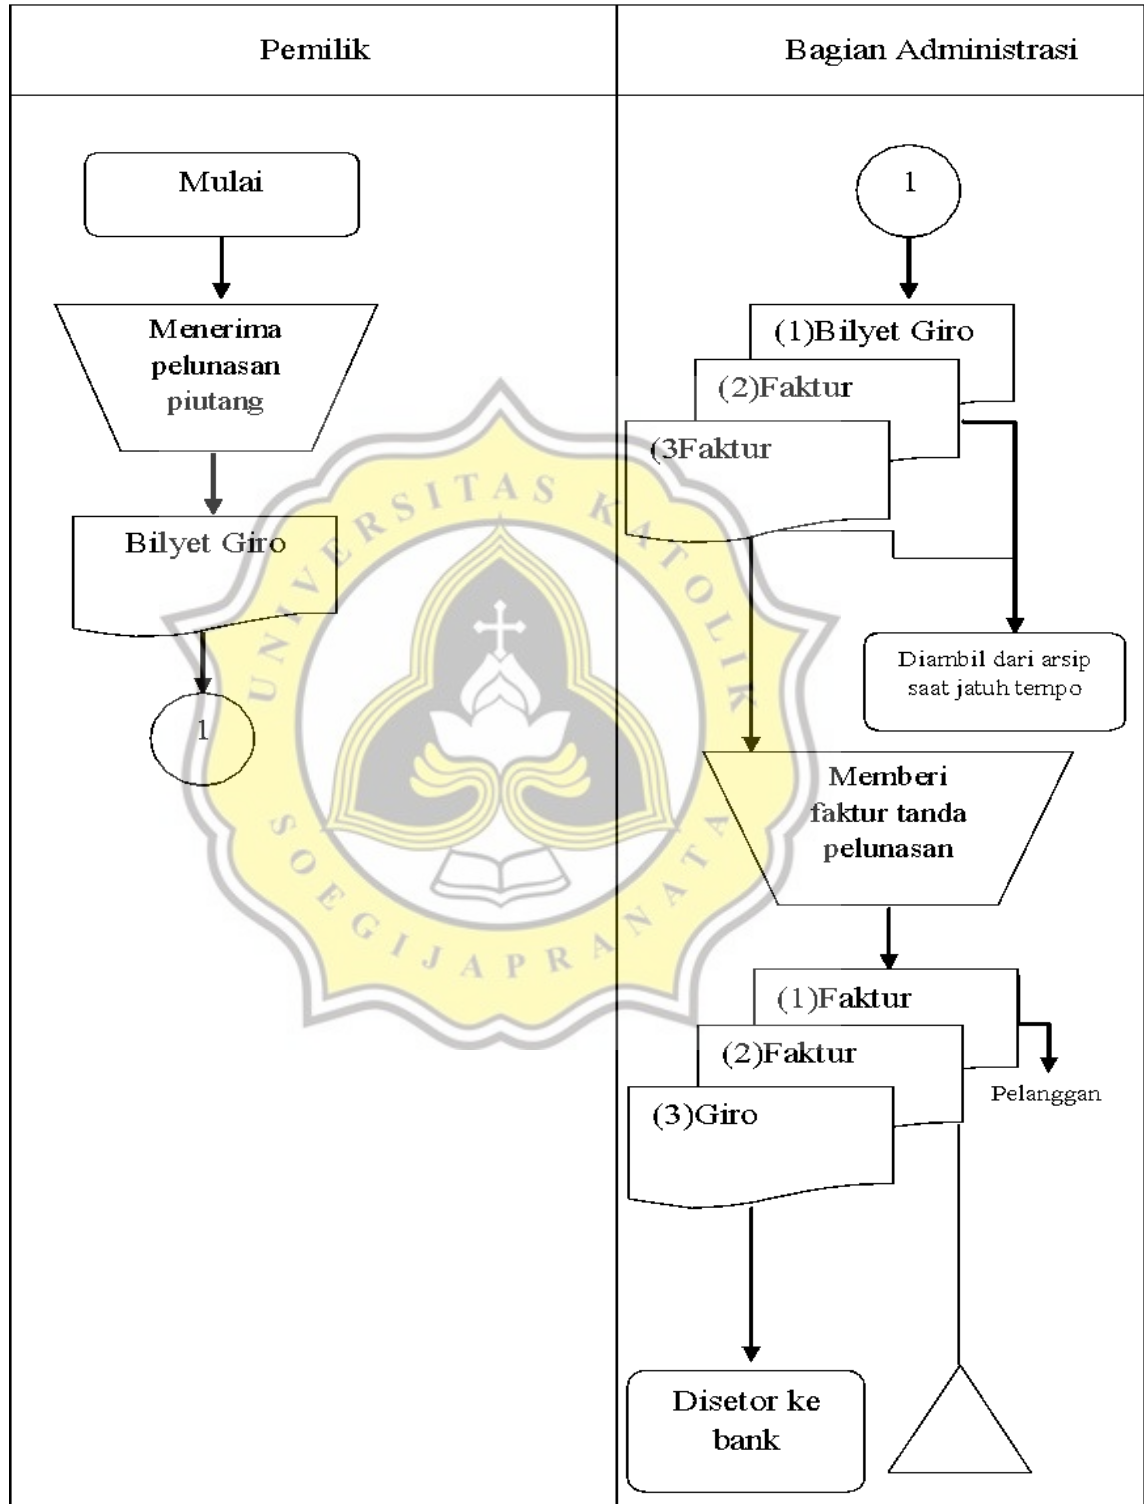 Pemilik
Bagian Administrasi
Mulai
Menerima
pelunasan
piutang
Bilyet Giro
1
1
(1)Bilyet Giro
(2)Faktur
(3Faktur
Diambil dari arsip
saat jatuh tempo
Memberi
faktur tanda
pelunasan
(1)Faktur
(2)Faktur
(3)Giro
Pelanggan
Disetor ke
bank
UNIVERSITAS KATOLIK
SOEGIJAPRANATA